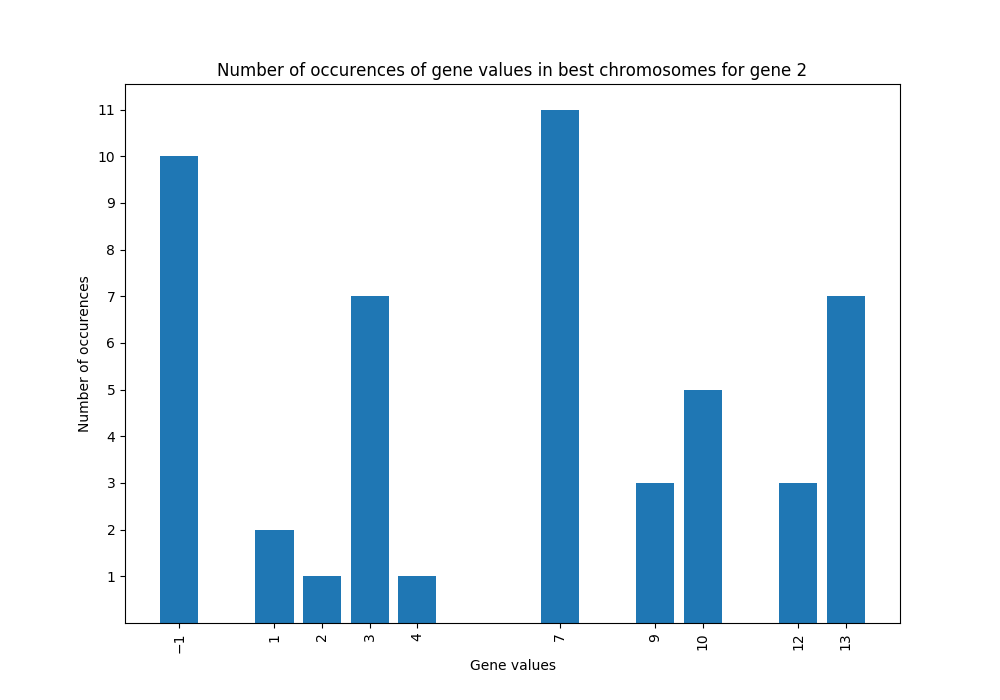 Number of occurences of gene values in best chromosomes for gene 2
11
10
9
8
7
6
5
4
3
2
1
Number of occurences
−1 1 2 3 4 7 9 10 12 13
Gene values